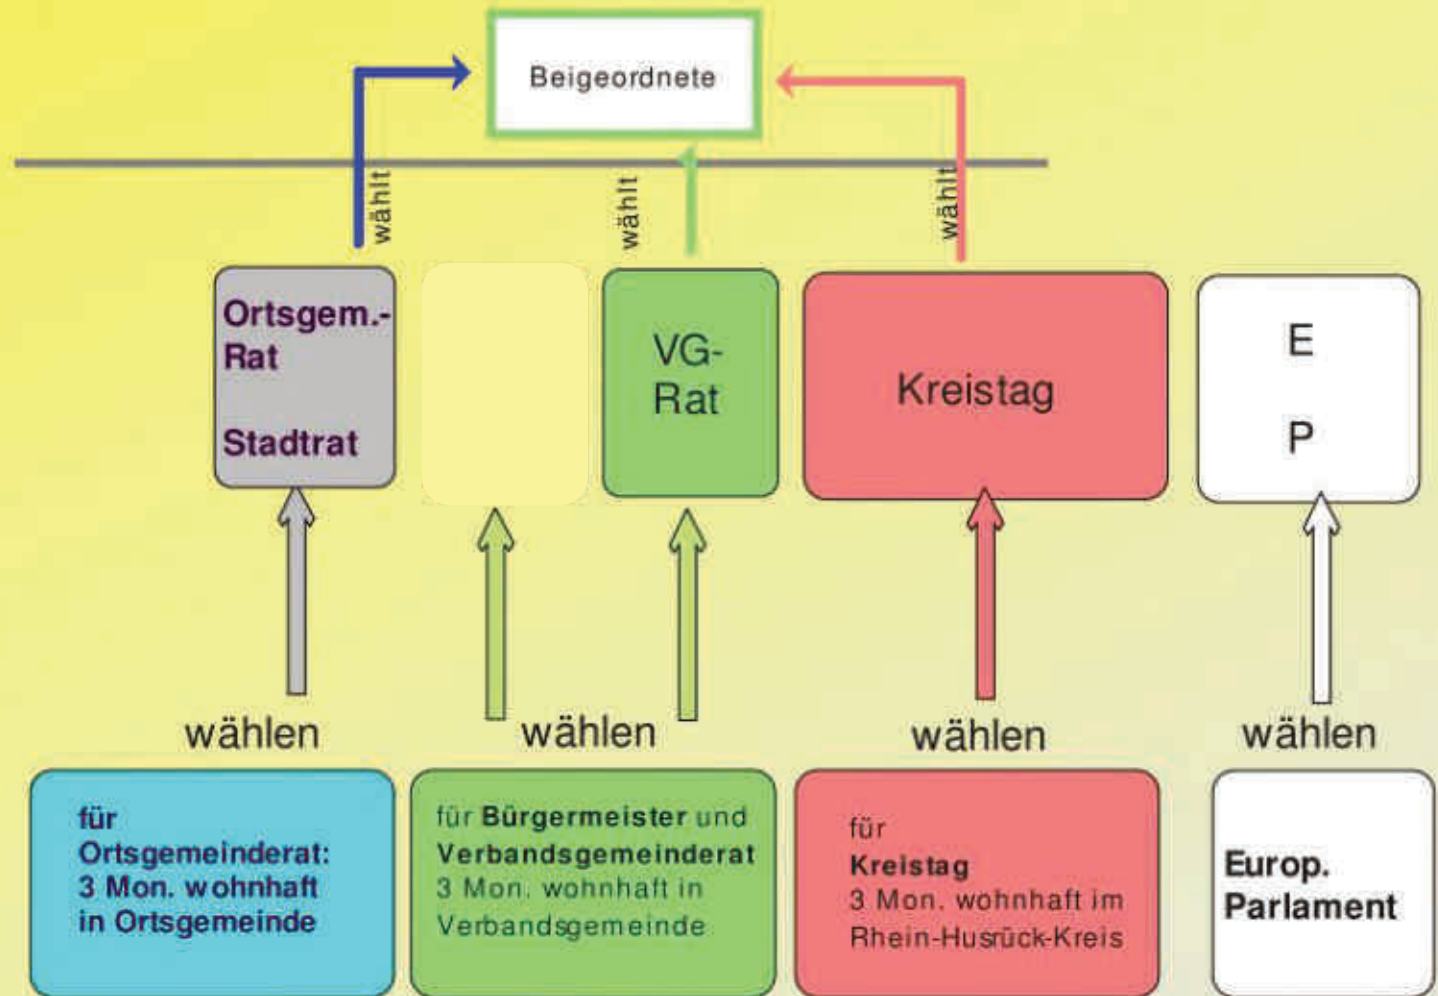 Beigeordnete
wählt
wählt
wählt
Ortsgem.-
Rat
Stadtrat
VG-
Rat
Kreistag
E
P
wählen
wählen
wählen
wählen
für
Ortsgemeinderat:
3 Mon. wohnhaft
in Ortsgemeinde
für Bürgermeister und
Verbandsgemeinderat
3 Mon. wohnhaft in
Verbandsgemeinde
für
Kreistag
3 Mon. wohnhaft im
Rhein-Husrück-Kreis
Europ.
Parlament